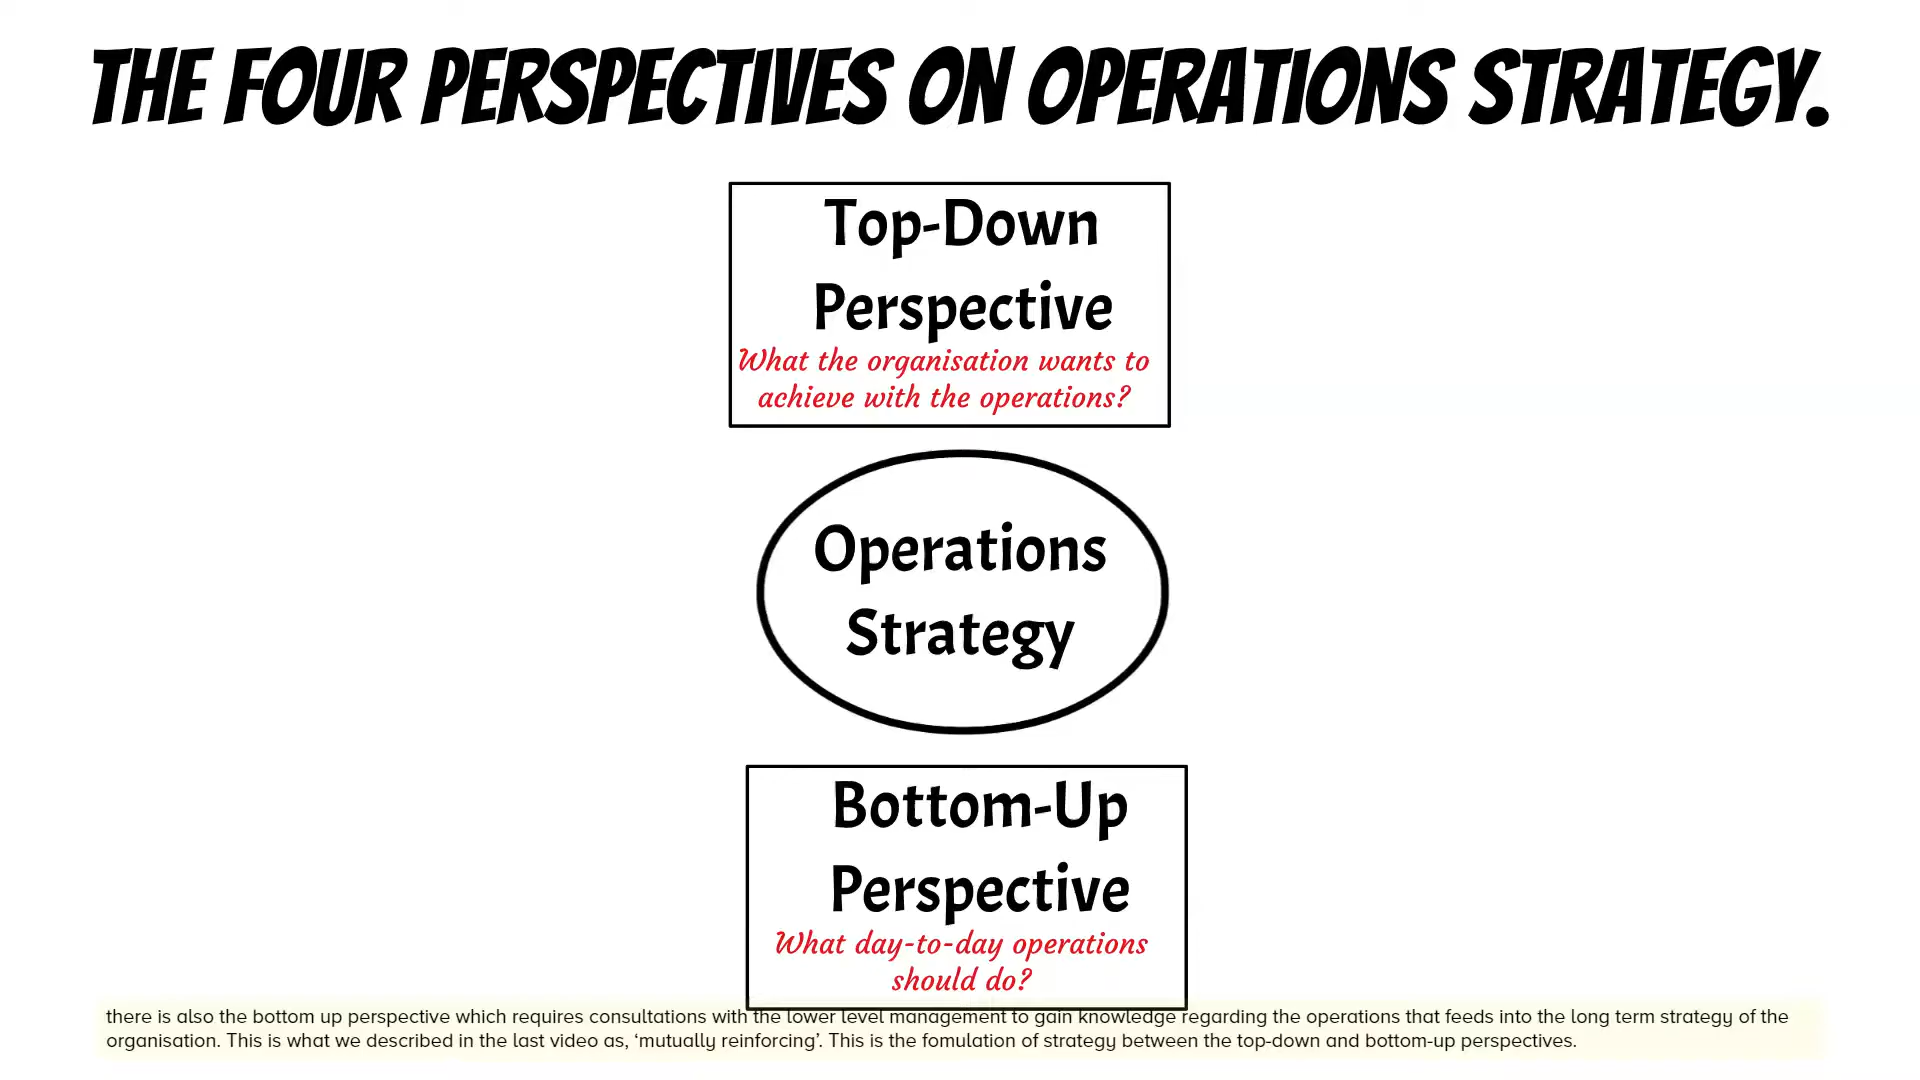 THE FOUR PERSPECTIVES ON OPERATIONS STRATEGY.
Top-Down
Perspective
What the organisation wants to
achieve with the operations?
Operations
Strategy
Bottom-Up
Perspective
What day-to-day operations
should do?
there is also the bottom up perspective which requires consultations with the lower level management to gain knowledge regarding the operations that feeds into the long term strategy of the
organisation. This is what we described in the last video as, ‘mutually reinforcing’. This is the fomulation of strategy between the top-down and bottom-up perspectives.